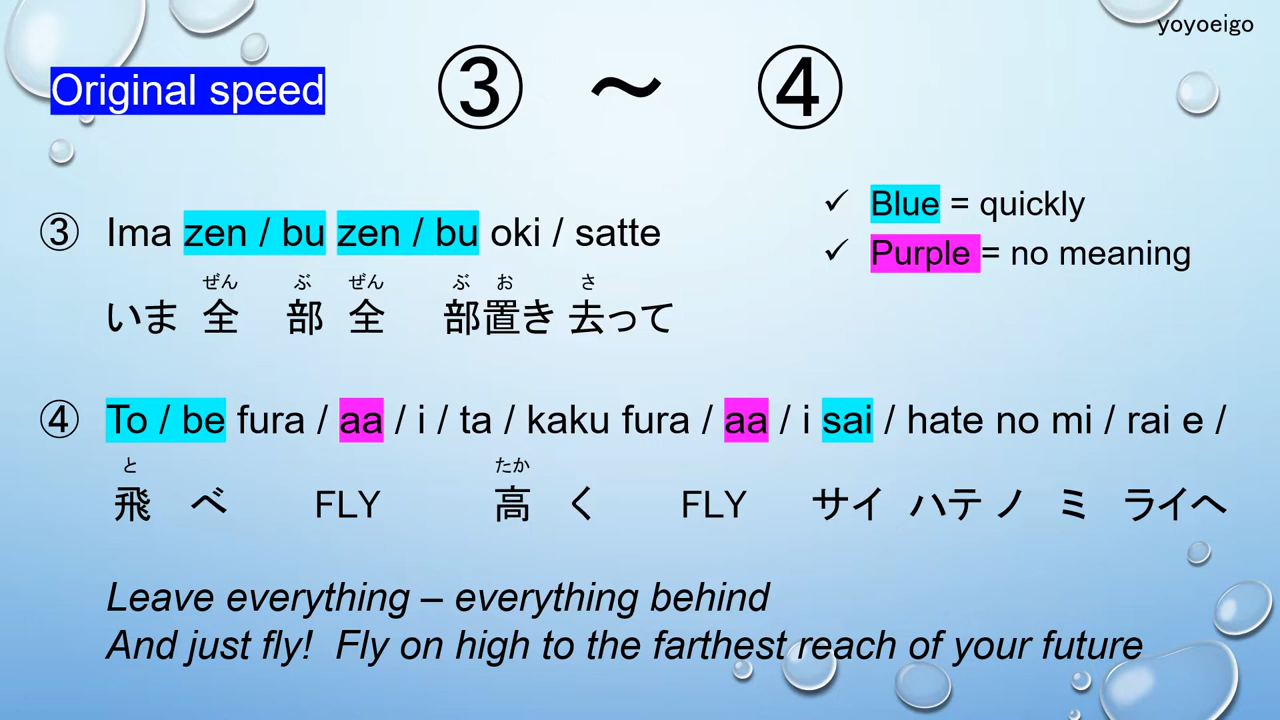 yoyoeigo
Original speed
③ ～ ④
✓ Blue = quickly
✓ Purple = no meaning
③ Ima zen / bu zen / bu oki / satte
ぜん ぶ ぜん ぶ お さ
いま 全 部 全 部置き 去って
④ To / be fura / aa / i / ta / kaku fura / aa / i sai / hate no mi / rai e /
と たか
飛 べ FLY 高 く FLY サイ ハテ ノ ミ ライヘ
Leave everything – everything behind
And just fly! Fly on high to the farthest reach of your future